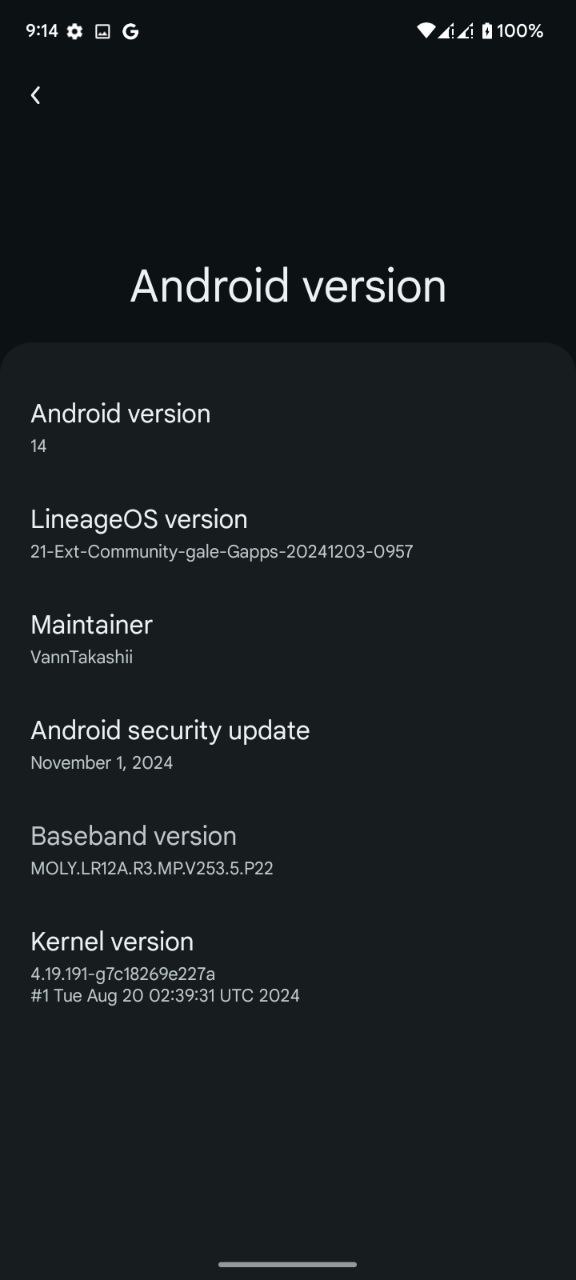 9:14 G 100%
Android version
Android version
14
LineageOS version
21-Ext-Community-gale-Gapps-20241203-0957
Maintainer
VannTakashii
Android security update
November 1, 2024
Baseband version
MOLY.LR12A.R3.MP.V253.5.P22
Kernel version
4.19.191-g7c18269e227a
#1 Tue Aug 20 02:39:31 UTC 2024